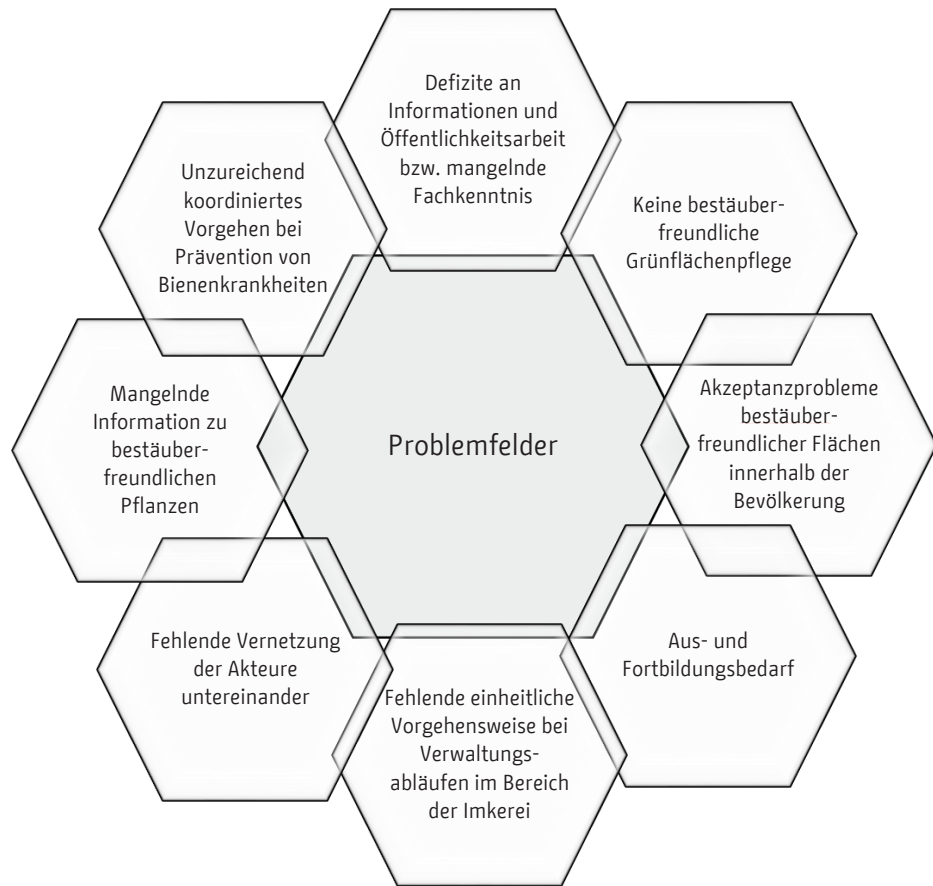 Defizite an
Informationen und
Öffentlichkeitsarbeit
bzw. mangelnde
Fachkenntnis
Unzureichend
koordiniertes
Vorgehen bei
Prävention von
Bienenkrankheiten
Keine bestäuber-
freundliche
Grünflächenpflege
Mangelnde
Information zu
bestäuber-
freundlichen
Pflanzen
Problemfelder
Akzeptanzprobleme
bestäuber-
freundlicher Flächen
innerhalb der
Bevölkerung
Fehlende Vernetzung
der Akteure
untereinander
Fehlende einheitliche
Vorgehensweise bei
Verwaltungs-
abläufen im Bereich
der Imkerei
Aus- und
Fortbildungsbedarf